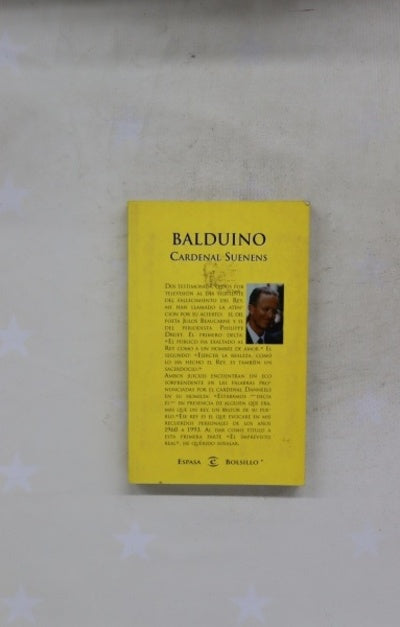 BALDUINO
CARDENAL SUENENS
DOS TESTIMONIOS OÍDOS POR
TELEVISIÓN AL DÍA SIGUIENTE
DEL FALLECIMIENTO DEL REY
ME HAN LLAMADO LA ATEN-
CIÓN POR SU ACIERTO: EL DEL
POETA JULOS BEAUCARNE Y EL
DEL PERIODISTA PHILIPPE
DRUET. EL PRIMERO DECÍA:
«EL PÚBLICO HA EXALTADO AL
REY COMO A UN HOMBRE DE AMOR.» EL
SEGUNDO: «EJERCER LA REALEZA, COMO
LO HA HECHO EL REY, ES TAMBIÉN UN
SACERDOCIO.»
AMBOS JUICIOS ENCUENTRAN UN ECO
SORPRENDENTE EN LAS PALABRAS PRO-
NUNCIADAS POR EL CARDENAL DANNEELS
EN SU HOMILÍA: «ESTÁBAMOS —DECÍA
ÉL— EN PRESENCIA DE ALGUIEN QUE ERA,
MÁS QUE UN REY, UN PASTOR DE SU PUE-
BLO.» ESE REY ES EL QUE EVOCARÉ EN MIS
RECUERDOS PERSONALES DE LOS AÑOS
1960 A 1993. AL DAR COMO TÍTULO A
ESTA PRIMERA PARTE «EL IMPREVISTO
REAL», HE QUERIDO SEÑALAR
ESPASA BOLSILLO